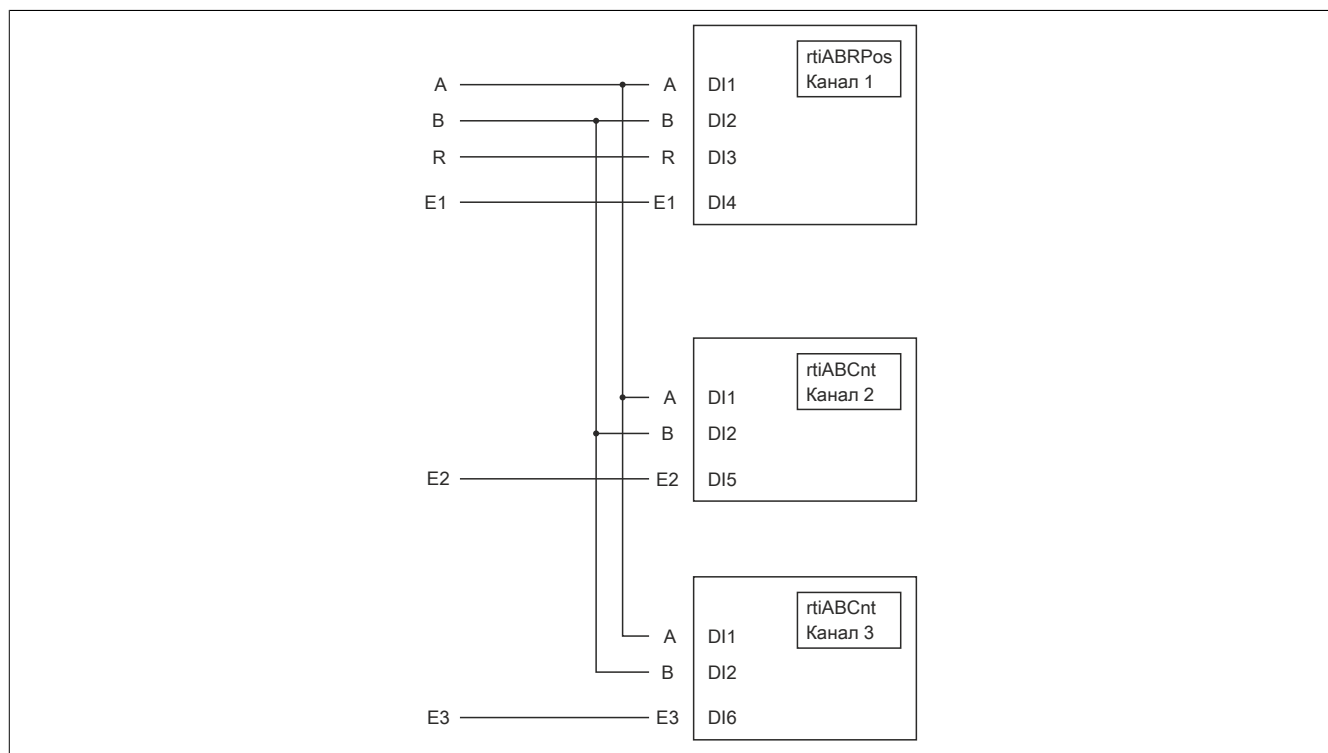 rtiABRPos
Канал 1
A A DI1
B B DI2
R R DI3
E1 E1 DI4
rtiABCnt
Канал 2
A DI1
B DI2
E2 E2 DI5
rtiABCnt
Канал 3
A DI1
B DI2
E3 E3 DI6